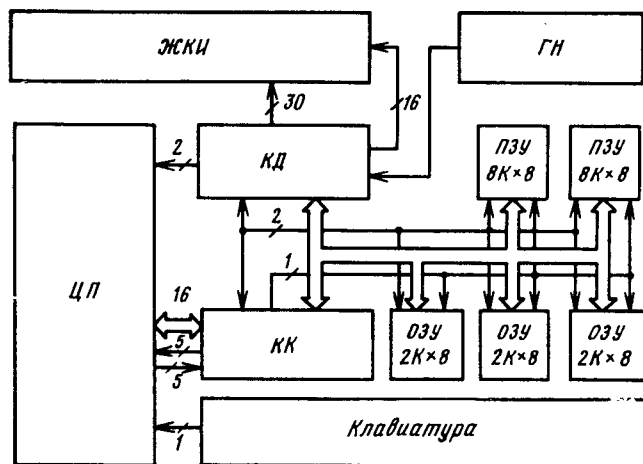 ЖКИ
ГН
30
16
2
КД
ПЗУ
8К×8
ПЗУ
8К×8
2
1
ЦП
16
КК
5
5
ОЗУ
2К×8
ОЗУ
2К×8
ОЗУ
2К×8
1
Клавиатура